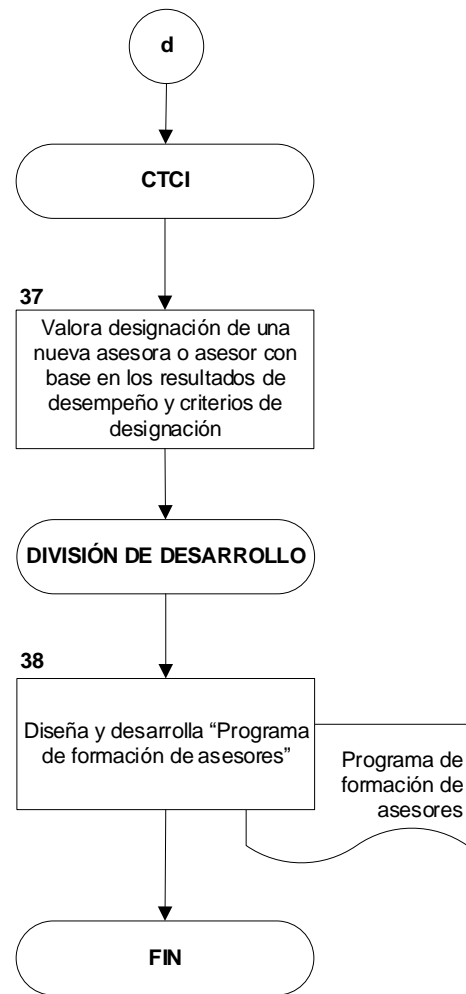 d
CTCI
37
Valora designación de una
nueva asesora o asesor con
base en los resultados de
desempeño y criterios de
designación
DIVISIÓN DE DESARROLLO
38
Diseña y desarrolla “Programa
de formación de asesores”
Programa de
formación de
asesores
FIN